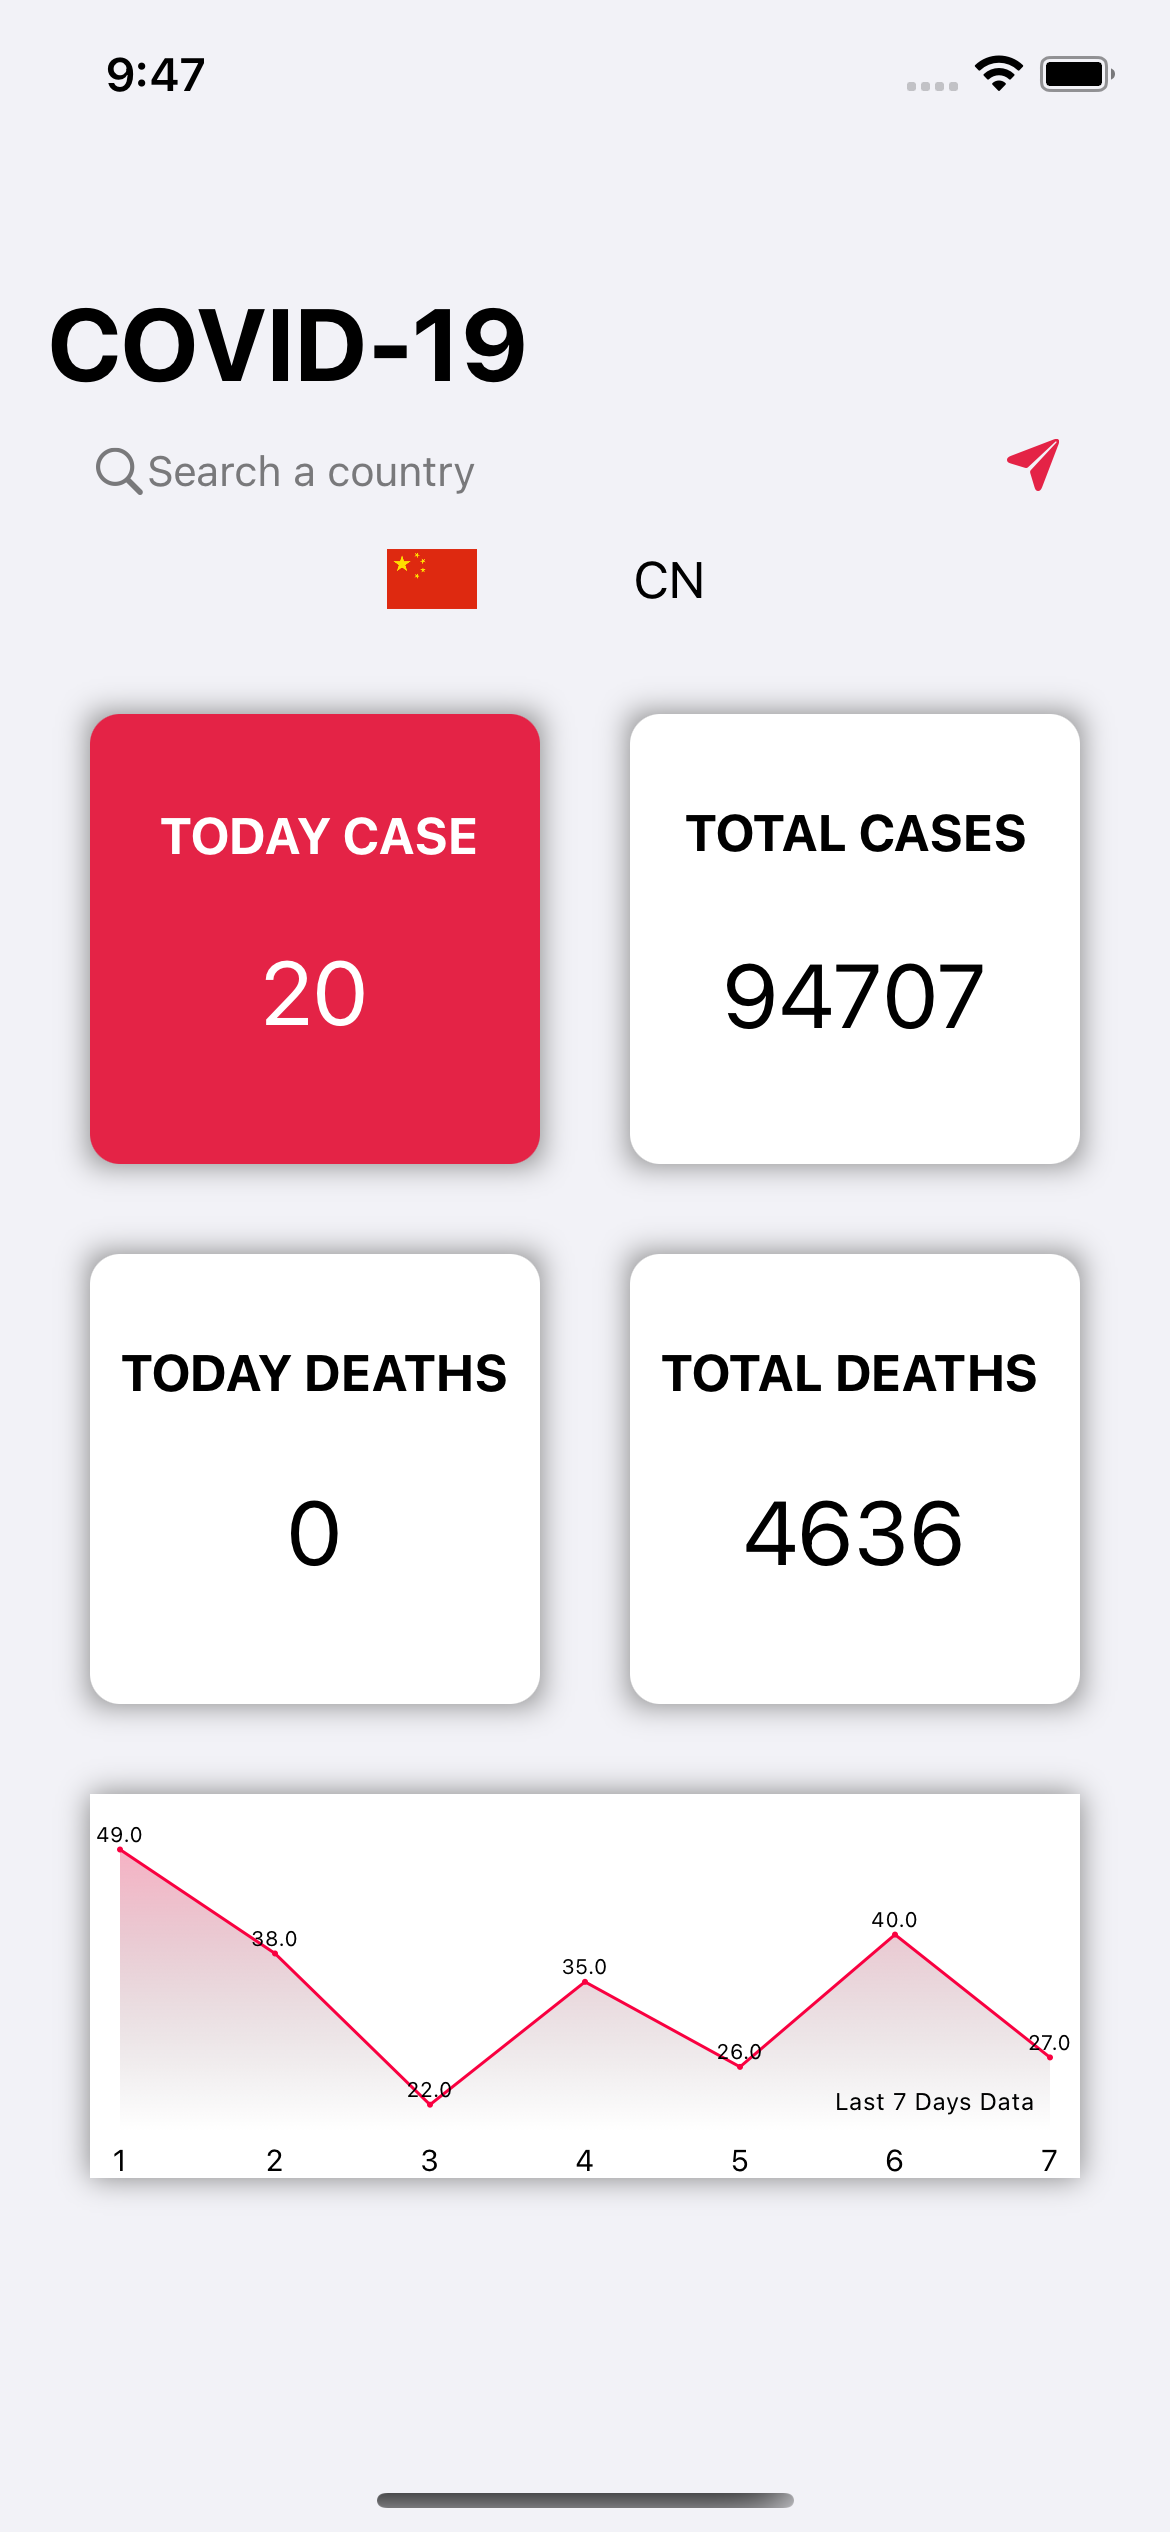 9:47
COVID-19
Search a country
CN
TODAY CASE
20
TOTAL CASES
94707
TODAY DEATHS
0
TOTAL DEATHS
4636
49.0
38.0
22.0
35.0
26.0
40.0
27.0
Last 7 Days Data
1 2 3 4 5 6 7